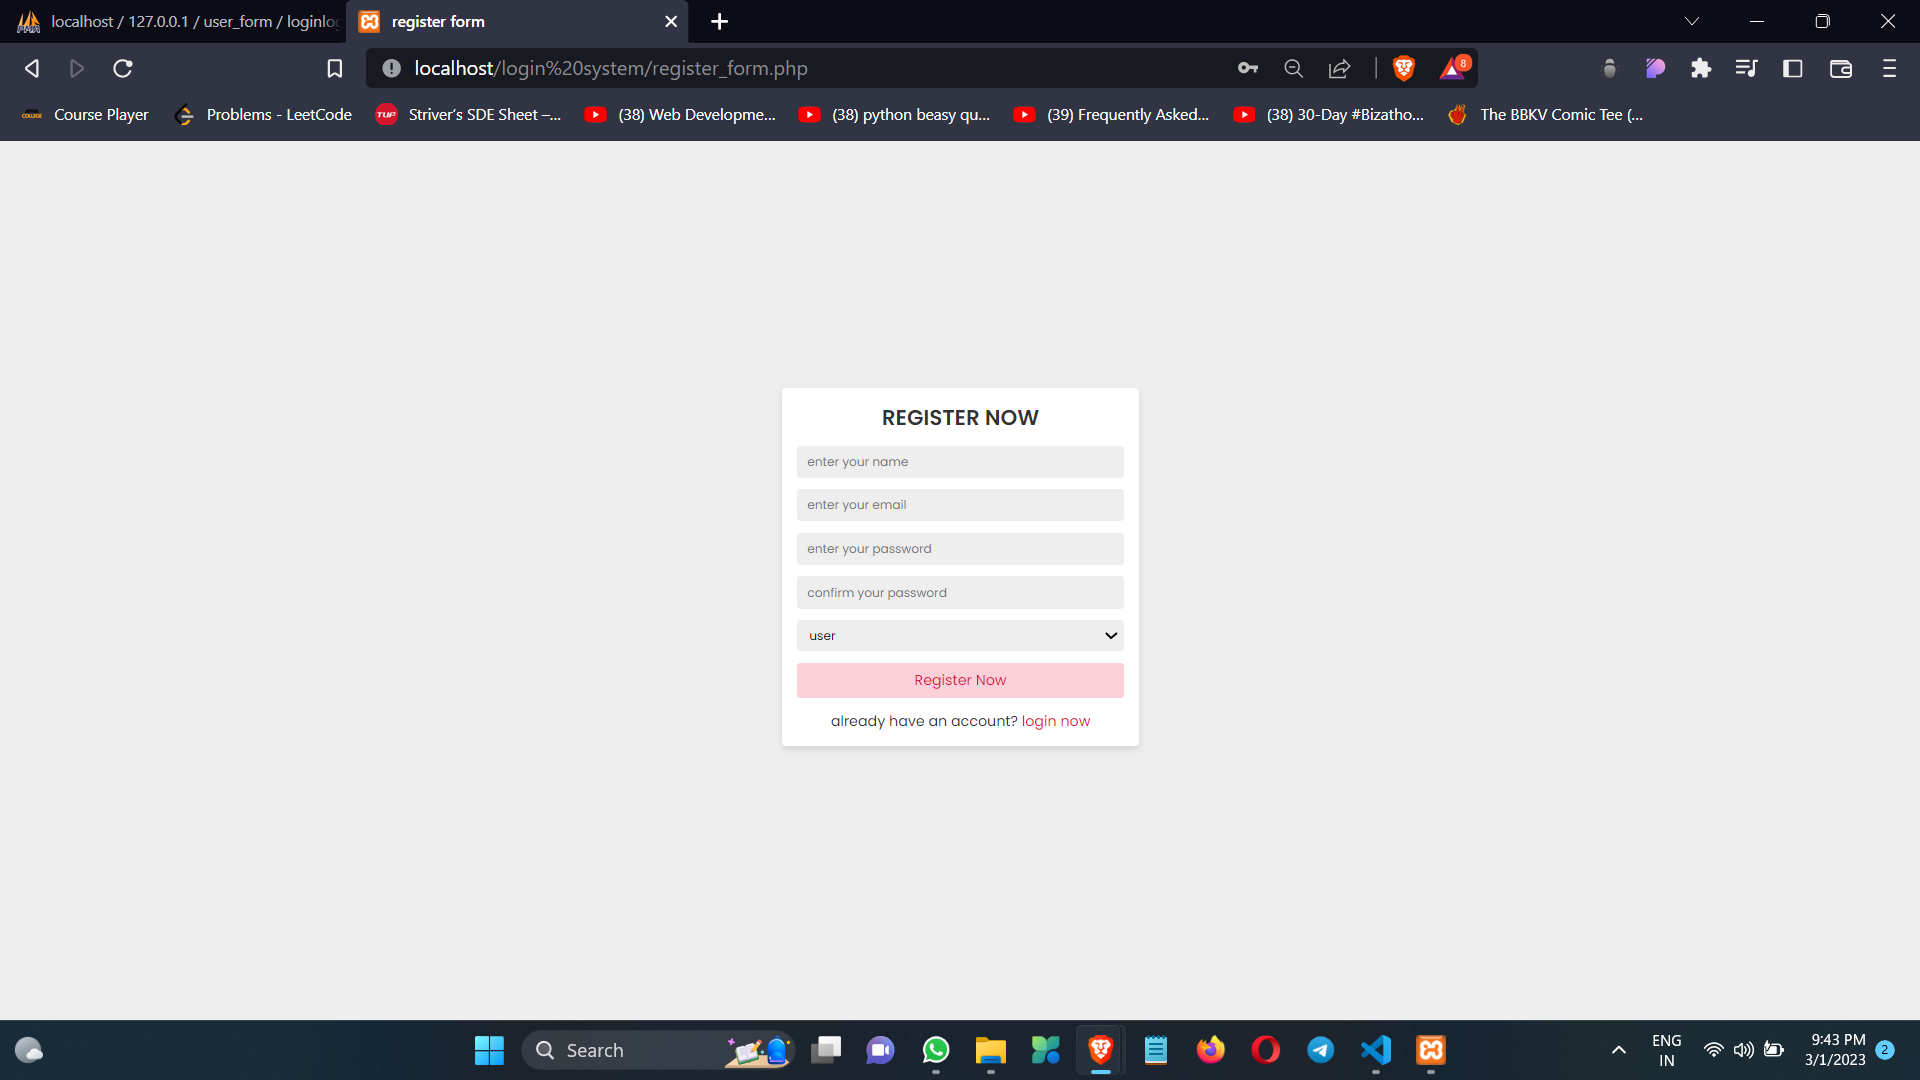 localhost / 127.0.0.1 / user_form / loginlog
register form
localhost/login%20system/register_form.php
8
Course Player
Problems - LeetCode
TUF
Striver's SDE Sheet –...
(38) Web Developme...
(38) python beasy qu...
(39) Frequently Asked...
(38) 30-Day #Bizatho...
The BBKV Comic Tee (...
REGISTER NOW
enter your name
enter your email
enter your password
confirm your password
user
Register Now
already have an account? login now
Search
ENG
IN
9:43 PM
3/1/2023
2